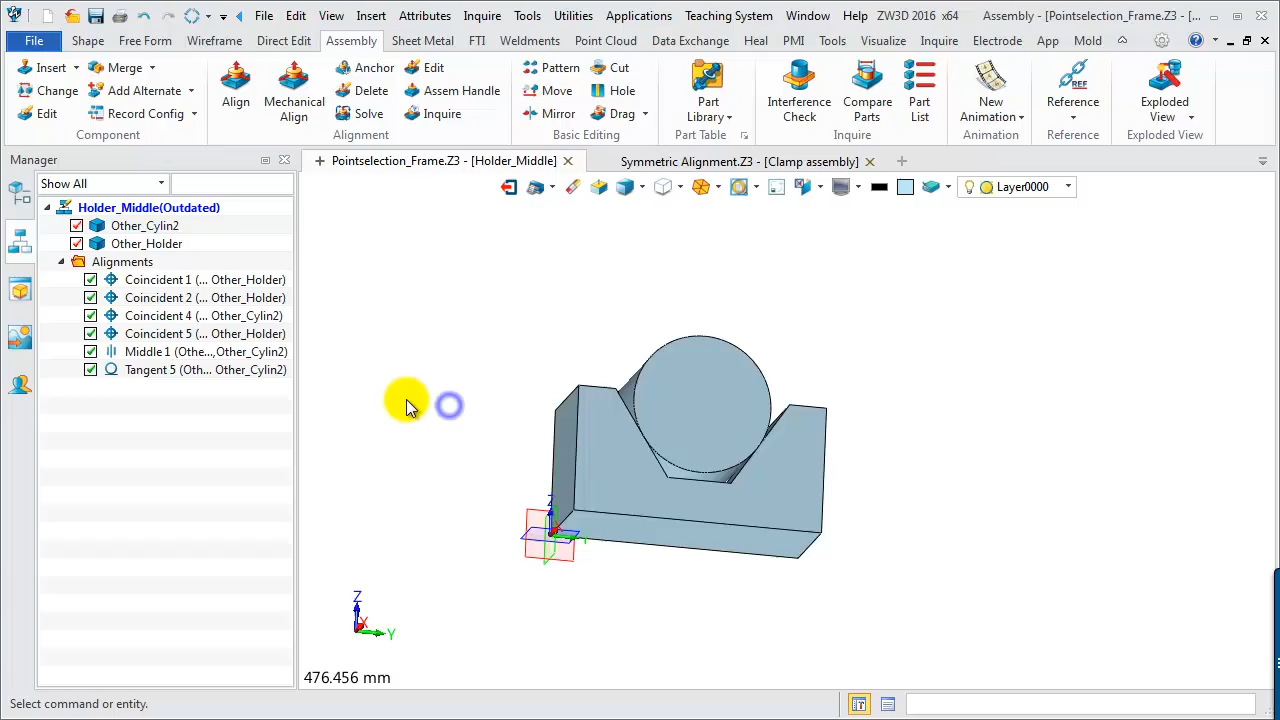 File Edit View Insert Attributes Inquire Tools Utilities Applications Teaching System Window Help ZW3D 2016 x64 Assembly - [Pointselection_Frame.Z3 - [...
File Shape Free Form Wireframe Direct Edit Assembly Sheet Metal FTI Weldments Point Cloud Data Exchange Heal PMI Tools Visualize Inquire Electrode App Mold
Insert Merge Anchor Edit Pattern Cut
Change Add Alternate Delete Assem Handle Move Hole
Edit Record Config Solve Inquire Mirror Drag
Align Mechanical Align Part Library Interference Check Compare Parts Part List New Animation Reference Exploded View
REF
Component Alignment Basic Editing Part Table Inquire Animation Reference Exploded View
Manager
Pointselection_Frame.Z3 - [Holder_Middle] Symmetric Alignment.Z3 - [Clamp assembly]
Show All
Layer0000
Holder_Middle(Outdated)
Other_Cylin2
Other_Holder
Alignments
Coincident 1 (... Other_Holder)
Coincident 2 (... Other_Holder)
Coincident 4 (... Other_Cylin2)
Coincident 5 (... Other_Holder)
Middle 1 (Othe...,Other_Cylin2)
Tangent 5 (Oth... Other_Cylin2)
Z
Y
Z
X
Y
476.456 mm
Select command or entity.